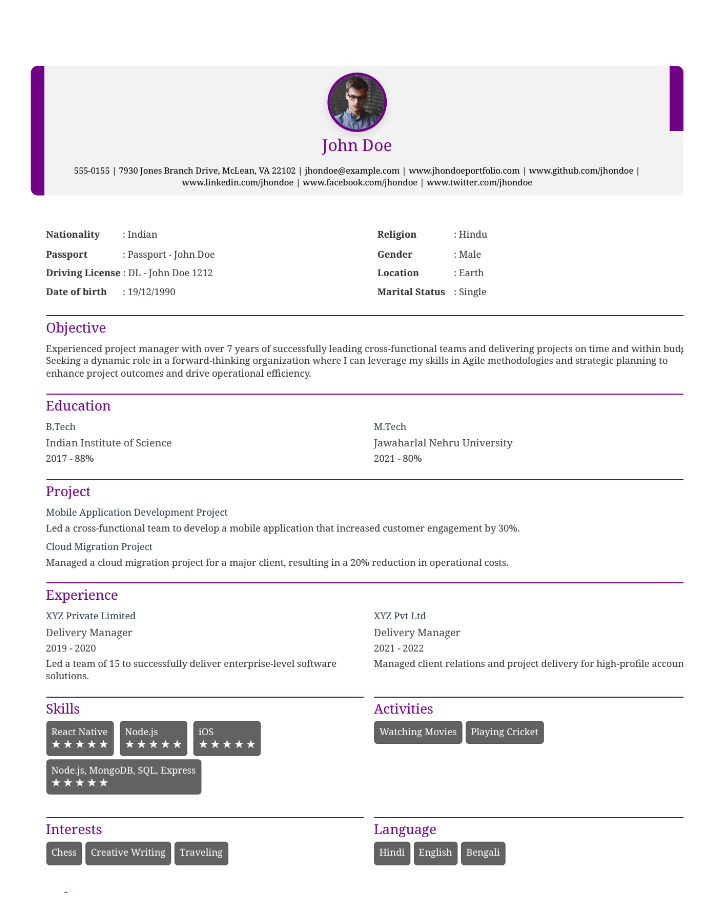 John Doe
555-0155 | 7930 Jones Branch Drive, McLean, VA 22102 | jhondoe@example.com | www.jhondoeportfolio.com | www.github.com/jhondoe |
www.linkedin.com/jhondoe | www.facebook.com/jhondoe | www.twitter.com/jhondoe
Nationality : Indian
Religion : Hindu
Passport : Passport - John Doe
Gender : Male
Driving License : DL - John Doe 1212
Location : Earth
Date of birth : 19/12/1990
Marital Status : Single
Objective
Experienced project manager with over 7 years of successfully leading cross-functional teams and delivering projects on time and within budg
Seeking a dynamic role in a forward-thinking organization where I can leverage my skills in Agile methodologies and strategic planning to
enhance project outcomes and drive operational efficiency.
Education
B.Tech
Indian Institute of Science
2017 - 88%
M.Tech
Jawaharlal Nehru University
2021 - 80%
Project
Mobile Application Development Project
Led a cross-functional team to develop a mobile application that increased customer engagement by 30%.
Cloud Migration Project
Managed a cloud migration project for a major client, resulting in a 20% reduction in operational costs.
Experience
XYZ Private Limited
Delivery Manager
2019 - 2020
Led a team of 15 to successfully deliver enterprise-level software
solutions.
XYZ Pvt Ltd
Delivery Manager
2021 - 2022
Managed client relations and project delivery for high-profile accoun
Skills
React Native
★★★★★
Node.js
★★★★★
iOS
★★★★★
Node.js, MongoDB, SQL, Express
★★★★★
Activities
Watching Movies
Playing Cricket
Interests
Chess
Creative Writing
Traveling
Language
Hindi
English
Bengali